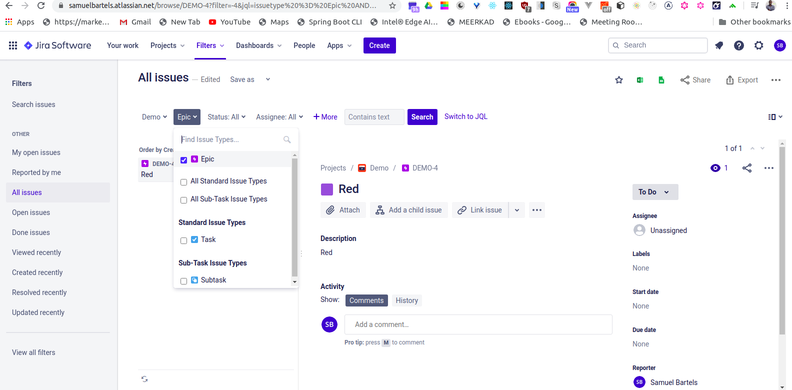 samuelbartels.atlassian.net/browse/DEMO-4?filter=-4&jql=issuetype%20%3D%20Epic%20AND...
Apps
https://marke...
Gmail
New Tab
YouTube
Maps
Spring Boot CLI
Intel® Edge AI...
MEERKAD
Ebooks - Goog...
Meeting Roo...
Other bookmarks
Jira Software
Your work
Projects
Filters
Dashboards
People
Apps
Create
Search
SB
Filters
Search issues
OTHER
My open issues
Reported by me
All issues
Open issues
Done issues
Viewed recently
Created recently
Resolved recently
Updated recently
View all filters
All issues
— Edited
Save as
Share
Export
Demo
Epic
Status: All
Assignee: All
+ More
Contains text
Search
Switch to JQL
Order by Cre
DEMO-4
Red
Find Issue Types...
Epic
All Standard Issue Types
All Sub-Task Issue Types
Standard Issue Types
Task
Sub-Task Issue Types
Subtask
1 of 1
Projects / Demo / DEMO-4
1
Red
Attach
Add a child issue
Link issue
Description
Red
Activity
Show:
Comments
History
SB
Add a comment...
Pro tip: press M to comment
To Do
Assignee
Unassigned
Labels
None
Start date
None
Due date
None
Reporter
SB
Samuel Bartels